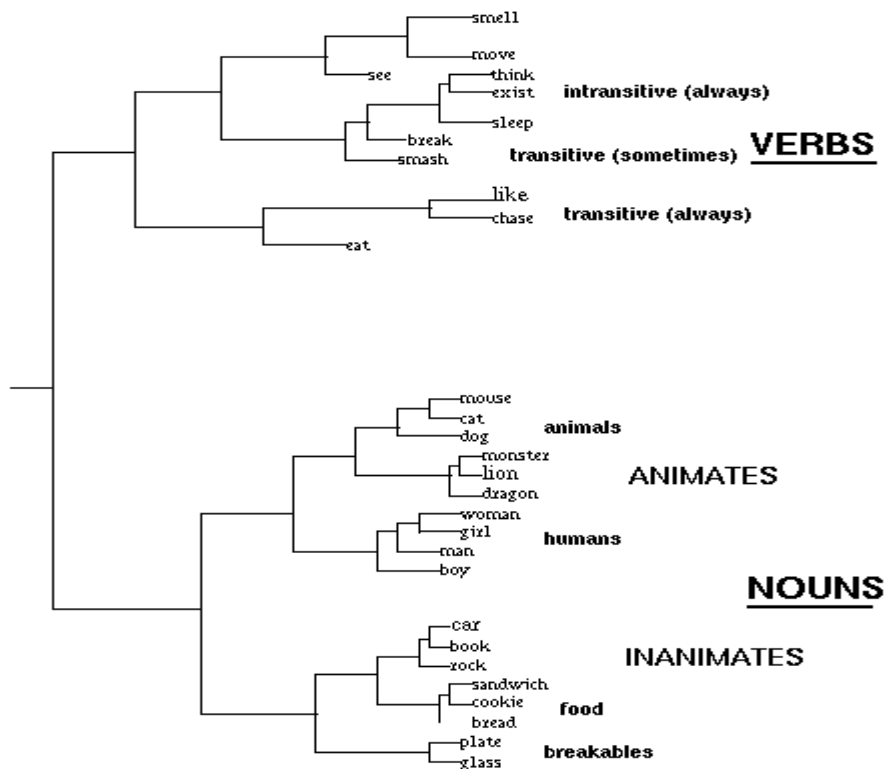 smell
move
see
think
exist
intransitive (always)
sleep
break
smash
transitive (sometimes)
VERBS
like
chase
transitive (always)
eat
mouse
cat
animals
dog
monster
lion
ANIMATES
dragon
woman
girl
humans
man
boy
NOUNS
car
book
INANIMATES
rock
sandwich
cookie
food
bread
plate
breakables
glass